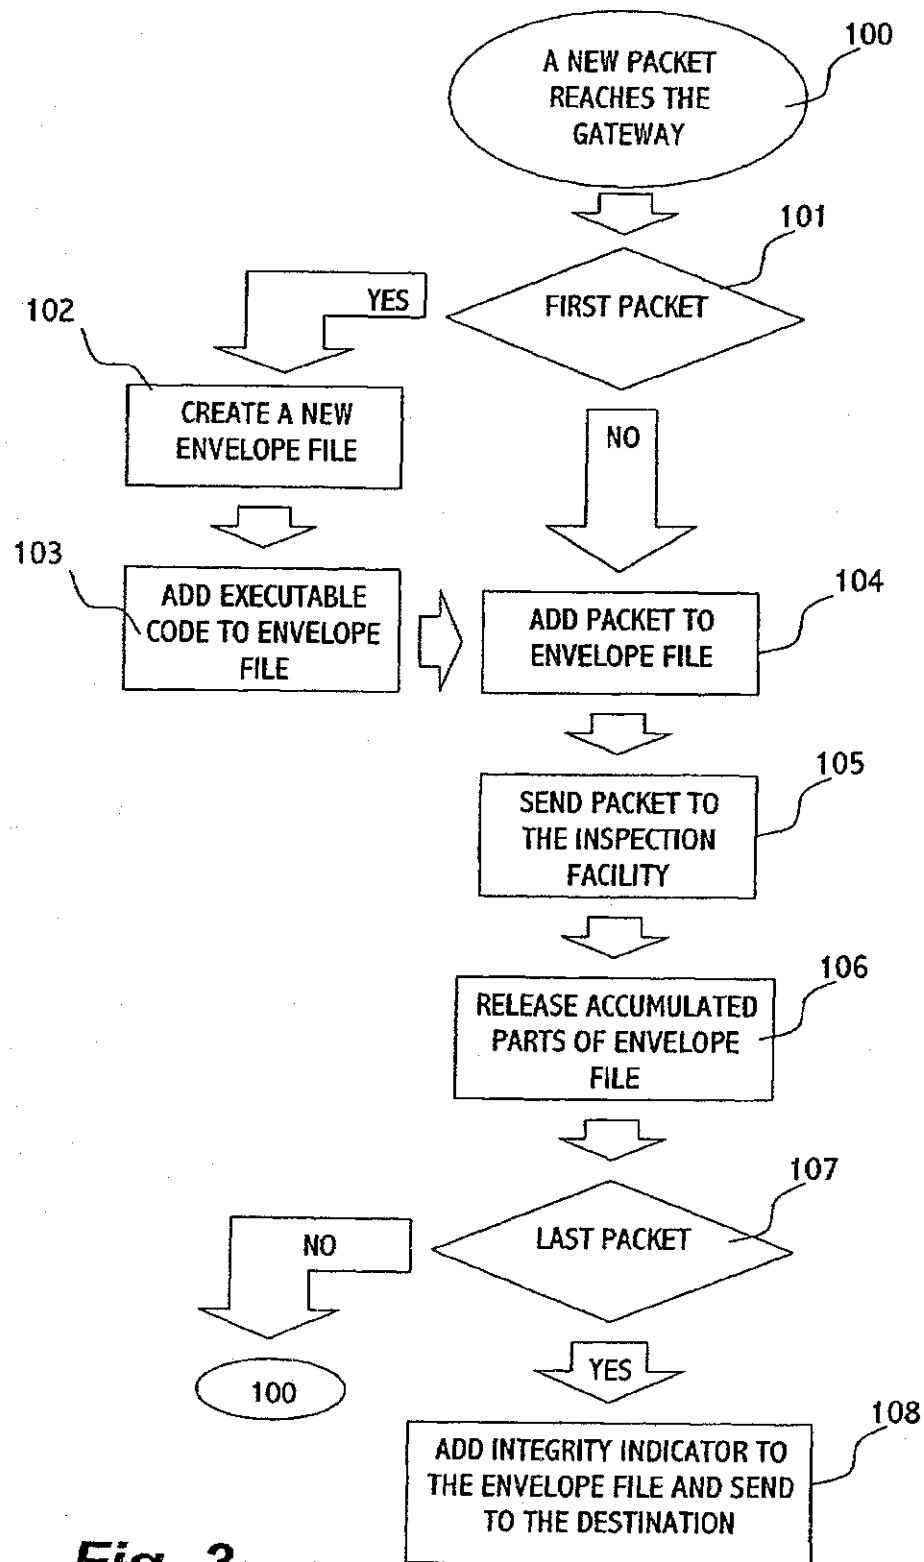 A NEW PACKET
REACHES THE
GATEWAY
100
101
FIRST PACKET
YES
102
CREATE A NEW
ENVELOPE FILE
NO
103
ADD EXECUTABLE
CODE TO ENVELOPE
FILE
104
ADD PACKET TO
ENVELOPE FILE
105
SEND PACKET TO
THE INSPECTION
FACILITY
106
RELEASE ACCUMULATED
PARTS OF ENVELOPE
FILE
107
LAST PACKET
NO
100
YES
108
ADD INTEGRITY INDICATOR TO
THE ENVELOPE FILE AND SEND
TO THE DESTINATION
Fig.